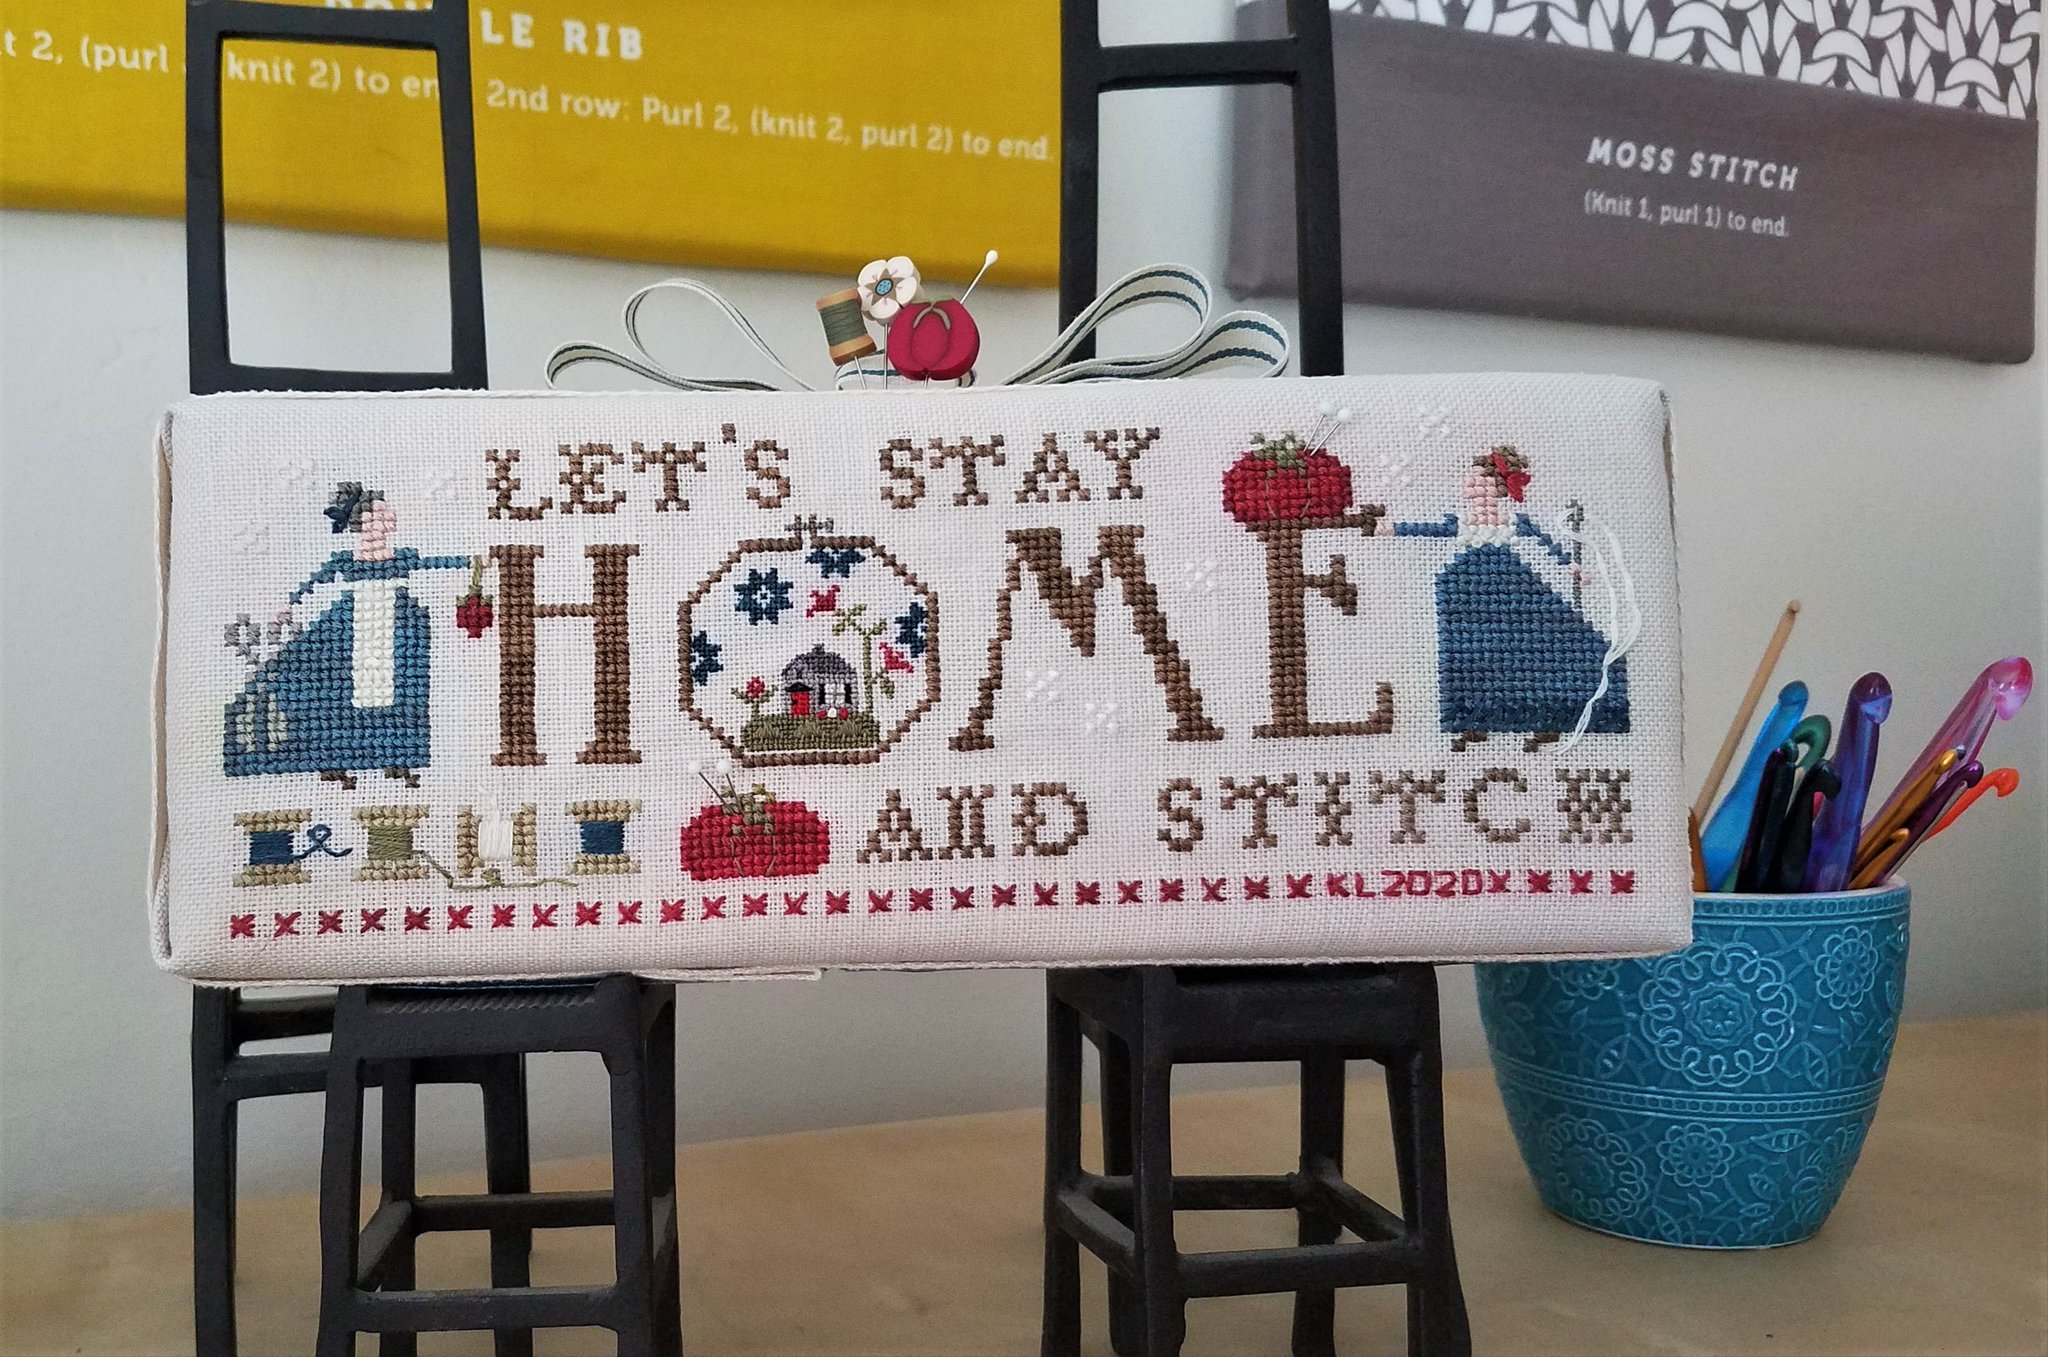 LE RIB
2, (purl knit 2) to
2nd row: Purl 2, (knit 2, purl 2) to end.
MOSS STITCH
(Knit 1, purl 1) to end.
LET'S STAY
HOME
AND STITCH
KL2020